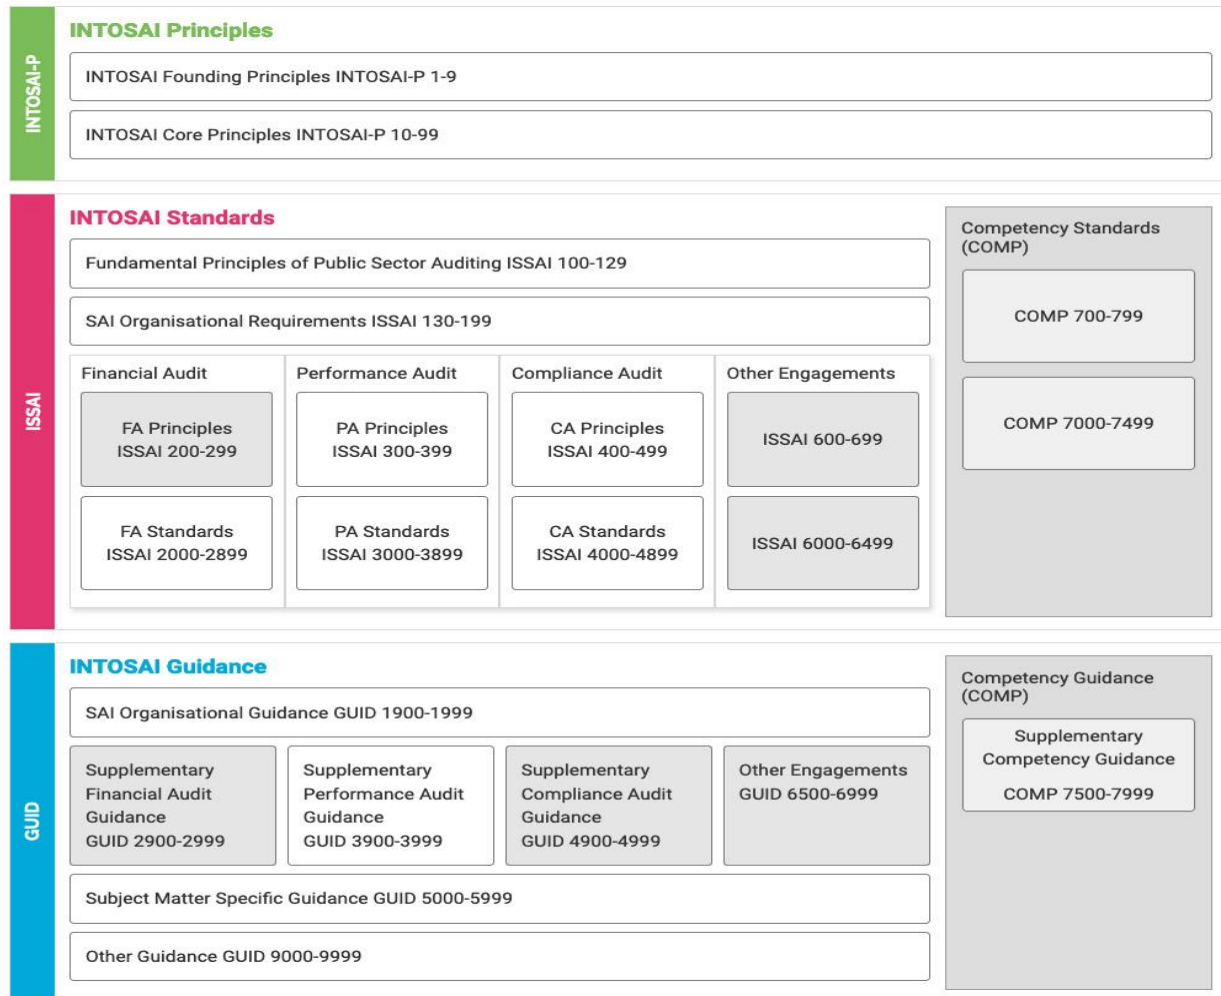 INTOSAI-P
INTOSAI Principles
INTOSAI Founding Principles INTOSAI-P 1-9
INTOSAI Core Principles INTOSAI-P 10-99
ISSAI
INTOSAI Standards
Fundamental Principles of Public Sector Auditing ISSAI 100-129
SAI Organisational Requirements ISSAI 130-199
Financial Audit
FA Principles
ISSAI 200-299
FA Standards
ISSAI 2000-2899
Performance Audit
PA Principles
ISSAI 300-399
PA Standards
ISSAI 3000-3899
Compliance Audit
CA Principles
ISSAI 400-499
CA Standards
ISSAI 4000-4899
Other Engagements
ISSAI 600-699
ISSAI 6000-6499
Competency Standards
(COMP)
COMP 700-799
COMP 7000-7499
GUID
INTOSAI Guidance
SAI Organisational Guidance GUID 1900-1999
Supplementary
Financial Audit
Guidance
GUID 2900-2999
Supplementary
Performance Audit
Guidance
GUID 3900-3999
Supplementary
Compliance Audit
Guidance
GUID 4900-4999
Other Engagements
GUID 6500-6999
Subject Matter Specific Guidance GUID 5000-5999
Other Guidance GUID 9000-9999
Competency Guidance
(COMP)
Supplementary
Competency Guidance
COMP 7500-7999